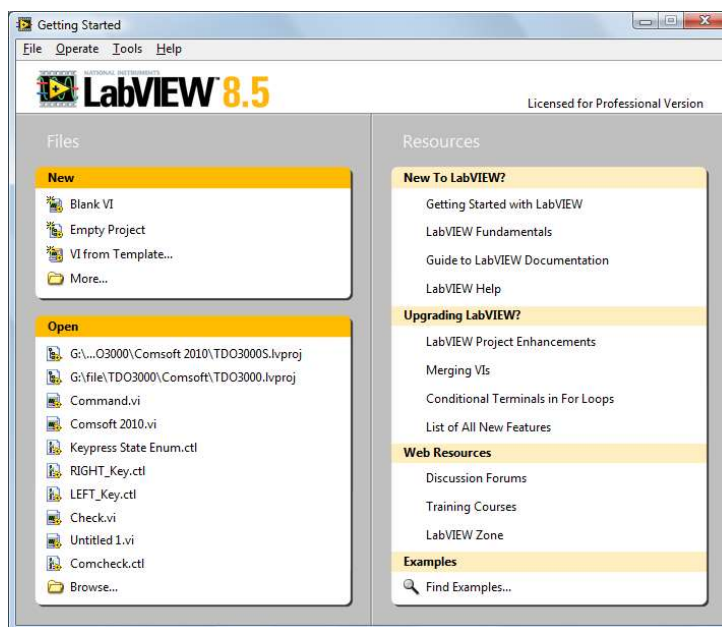 Getting Started
File Operate Tools Help
NATIONAL INSTRUMENTS
LabVIEW™ 8.5
Licensed for Professional Version
Files
New
Blank VI
Empty Project
VI from Template...
More...
Open
G:\...O3000\Comsoft 2010\TDO3000S.lvproj
G:\file\TDO3000\Comsoft\TDO3000.lvproj
Command.vi
Comsoft 2010.vi
Keypress State Enum.ctl
RIGHT_Key.ctl
LEFT_Key.ctl
Check.vi
Untitled 1.vi
Comcheck.ctl
Browse...
Resources
New To LabVIEW?
Getting Started with LabVIEW
LabVIEW Fundamentals
Guide to LabVIEW Documentation
LabVIEW Help
Upgrading LabVIEW?
LabVIEW Project Enhancements
Merging VIs
Conditional Terminals in For Loops
List of All New Features
Web Resources
Discussion Forums
Training Courses
LabVIEW Zone
Examples
Find Examples...